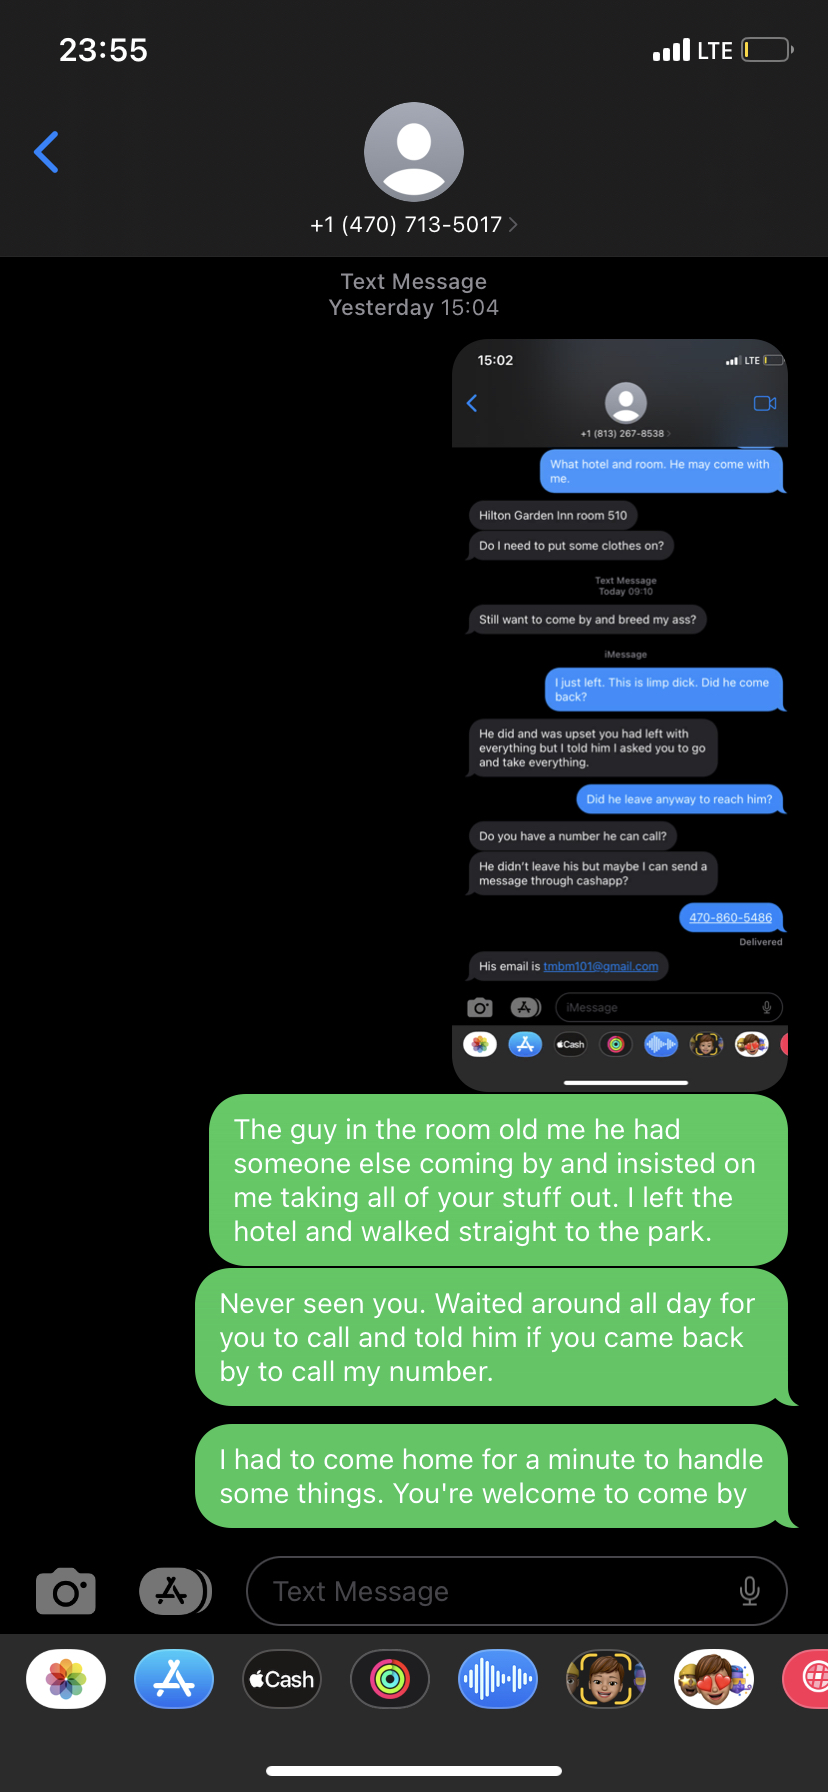 23:55
LTE
+1 (470) 713-5017
Text Message
Yesterday 15:04
15:02
LTE
+1 (813) 267-8538
What hotel and room. He may come with
me.
Hilton Garden Inn room 510
Do I need to put some clothes on?
Text Message
Today 09:10
Still want to come by and breed my ass?
iMessage
I just left. This is limp dick. Did he come
back?
He did and was upset you had left with
everything but I told him I asked you to go
and take everything.
Did he leave anyway to reach him?
Do you have a number he can call?
He didn't leave his but maybe I can send a
message through cashapp?
470-860-5486
Delivered
His email is tmbm101@gmail.com
iMessage
Cash
The guy in the room old me he had
someone else coming by and insisted on
me taking all of your stuff out. I left the
hotel and walked straight to the park.
Never seen you. Waited around all day for
you to call and told him if you came back
by to call my number.
I had to come home for a minute to handle
some things. You're welcome to come by
Text Message
Cash